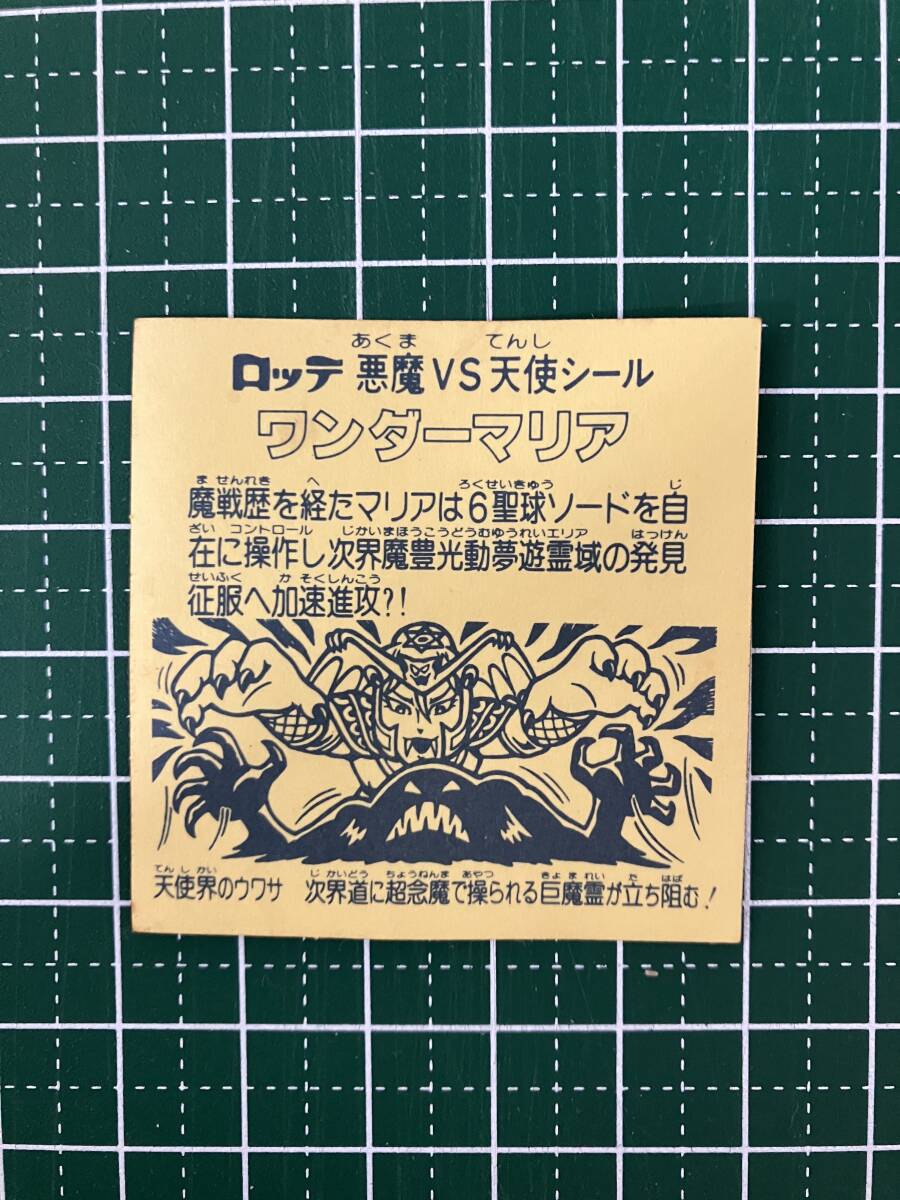 あくま てんし
ロッテ 悪魔VS天使シール
ワンダーマリア
ませんれき へ ろくせいきゅう じ
魔戦歴を経たマリアは6聖球ソードを自
ざい コントロール じかいまほうこうどうむゆうれいエリア はっけん
在に操作し次界魔豊光動夢遊霊域の発見
せいふく かそくしんこう
征服へ加速進攻?!
てんしかい じかいどう ちょうねんま あやつ きょまれい た はば
天使界のウワサ 次界道に超念魔で操られる巨魔霊が立ち阻む!